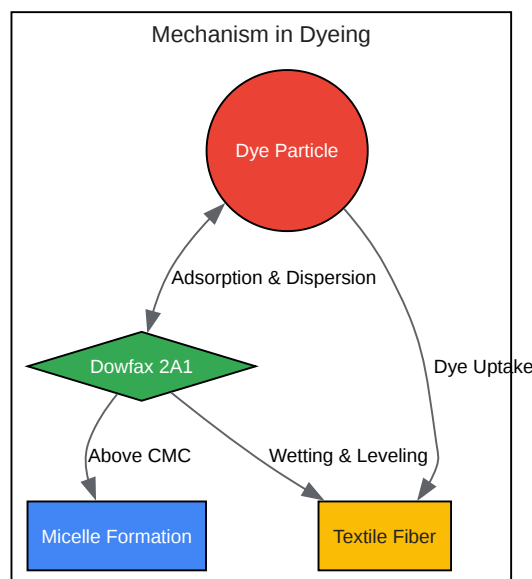 Mechanism in Dyeing
Dye Particle
Adsorption & Dispersion
Dowfax 2A1
Dye Uptake
Above CMC
Wetting & Leveling
Micelle Formation
Textile Fiber